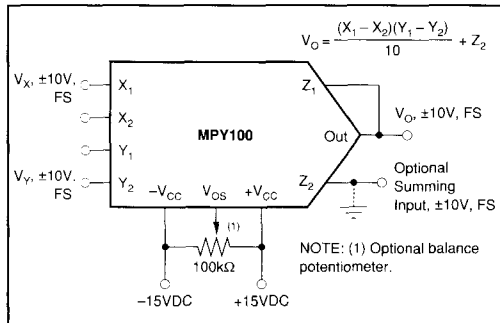 V_O = (X_1 – X_2)(Y_1 – Y_2) / 10 + Z_2
V_X, ±10V,
FS
X_1
X_2
Y_1
V_Y, ±10V,
FS
Y_2
MPY100
Z_1
Out
V_O, ±10V, FS
Z_2
Optional
Summing
Input, ±10V, FS
–V_CC
V_OS
+V_CC
(1)
100kΩ
–15VDC
+15VDC
NOTE: (1) Optional balance
potentiometer.